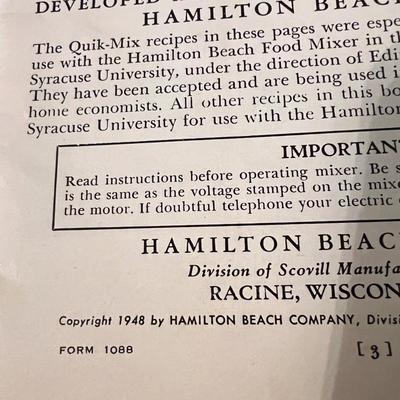 DEVELOPED
HAMILTON BEAC
The Quik-Mix recipes in these pages were espe
use with the Hamilton Beach Food Mixer in th
Syracuse University, under the direction of Edi
They have been accepted and are being used i
home economists. All other recipes in this bo
Syracuse University for use with the Hamilton
IMPORTAN
Read instructions before operating mixer. Be s
is the same as the voltage stamped on the mixe
the motor. If doubtful telephone your electric
HAMILTON BEAC
Division of Scovill Manufa
RACINE, WISCON
Copyright 1948 by HAMILTON BEACH COMPANY, Divis
FORM 1088
[3]